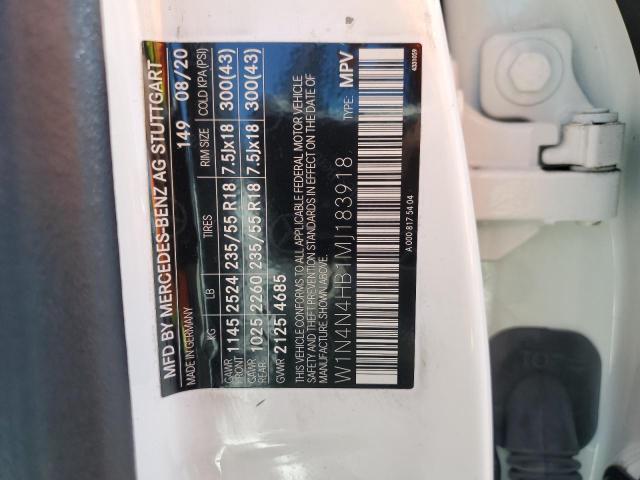 MFD BY MERCEDES-BENZ AG STUTTGART
MADE IN GERMANY 149 08/20
KG LB TIRES RIM SIZE COLD KPA(PSI)
GAWR FRONT 1145 2524 235/55 R18 7.5Jx18 300(43)
GAWR REAR 1025 2260 235/55 R18 7.5Jx18 300(43)
GVWR 2125 4685
THIS VEHICLE CONFORMS TO ALL APPLICABLE FEDERAL MOTOR VEHICLE
SAFETY AND THEFT PREVENTION STANDARDS IN EFFECT ON THE DATE OF
MANUFACTURE SHOWN ABOVE.
W1N4N4HB1MJ183918 TYPE: MPV
A 000 817 54 04